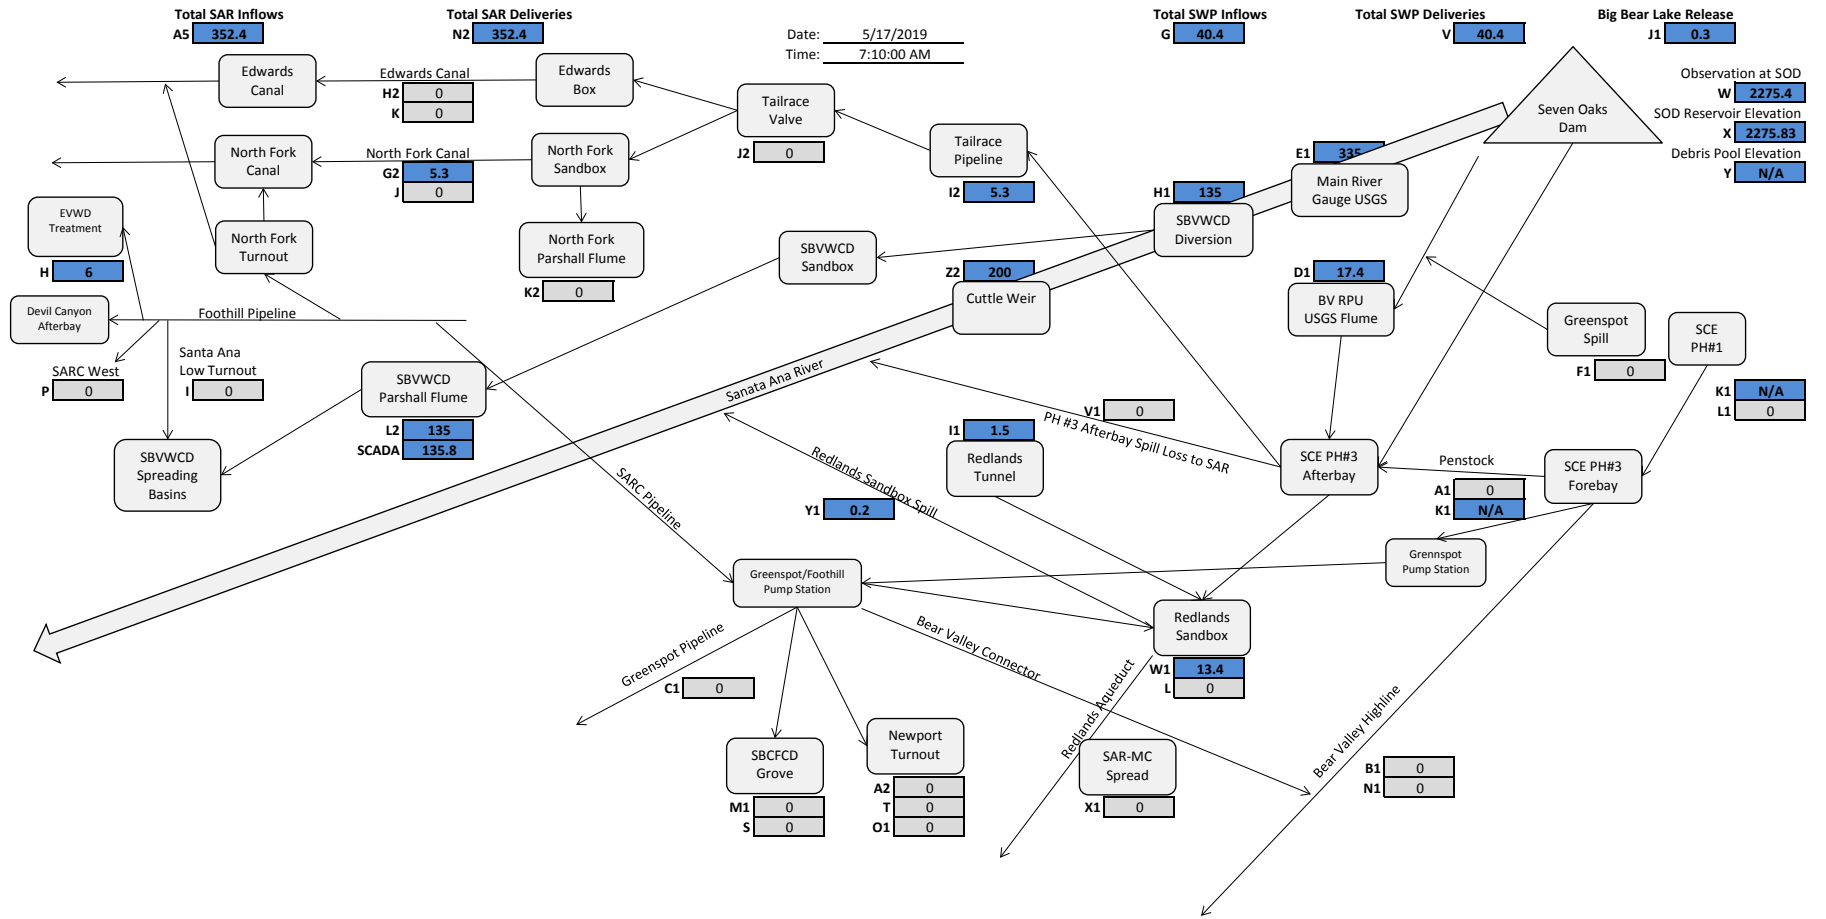 Total SAR Inflows
A5 352.4
Total SAR Deliveries
N2 352.4
Date: 5/17/2019
Time: 7:10:00 AM
Total SWP Inflows
G 40.4
Total SWP Deliveries
V 40.4
Big Bear Lake Release
J1 0.3
Observation at SOD
W 2275.4
SOD Reservoir Elevation
X 2275.83
Debris Pool Elevation
Y N/A
Edwards
Canal
Edwards Canal
H2 0
K 0
Edwards
Box
Tailrace
Valve
J2 0
Tailrace
Pipeline
I2 5.3
Seven Oaks
Dam
North Fork
Canal
North Fork Canal
G2 5.3
J 0
North Fork
Sandbox
E1 335
Main River
Gauge USGS
H1 135
SBVWCD
Diversion
EVWD
Treatment
H 6
North Fork
Turnout
North Fork
Parshall Flume
K2 0
SBVWCD
Sandbox
Z2 200
Cuttle Weir
D1 17.4
BV RPU
USGS Flume
Greenspot
Spill
F1 0
SCE
PH#1
K1 N/A
L1 0
Devil Canyon
Afterbay
Foothill Pipeline
SARC West
P 0
Santa Ana
Low Turnout
I 0
SBVWCD
Parshall Flume
L2 135
SCADA 135.8
Sanata Ana River
V1 0
PH #3 Afterbay Spill Loss to SAR
I1 1.5
Redlands
Tunnel
SCE PH#3
Afterbay
Penstock
A1 0
K1 N/A
SCE PH#3
Forebay
SBVWCD
Spreading
Basins
SARC Pipeline
Redlands Sandbox Spill
Y1 0.2
Grennspot
Pump Station
Greenspot/Foothill
Pump Station
Redlands
Sandbox
W1 13.4
L 0
Greenspot Pipeline
C1 0
Bear Valley Connector
Redlands Aqueduct
Bear Valley Highline
SBCFCD
Grove
M1 0
S 0
Newport
Turnout
A2 0
T 0
O1 0
SAR-MC
Spread
X1 0
B1 0
N1 0